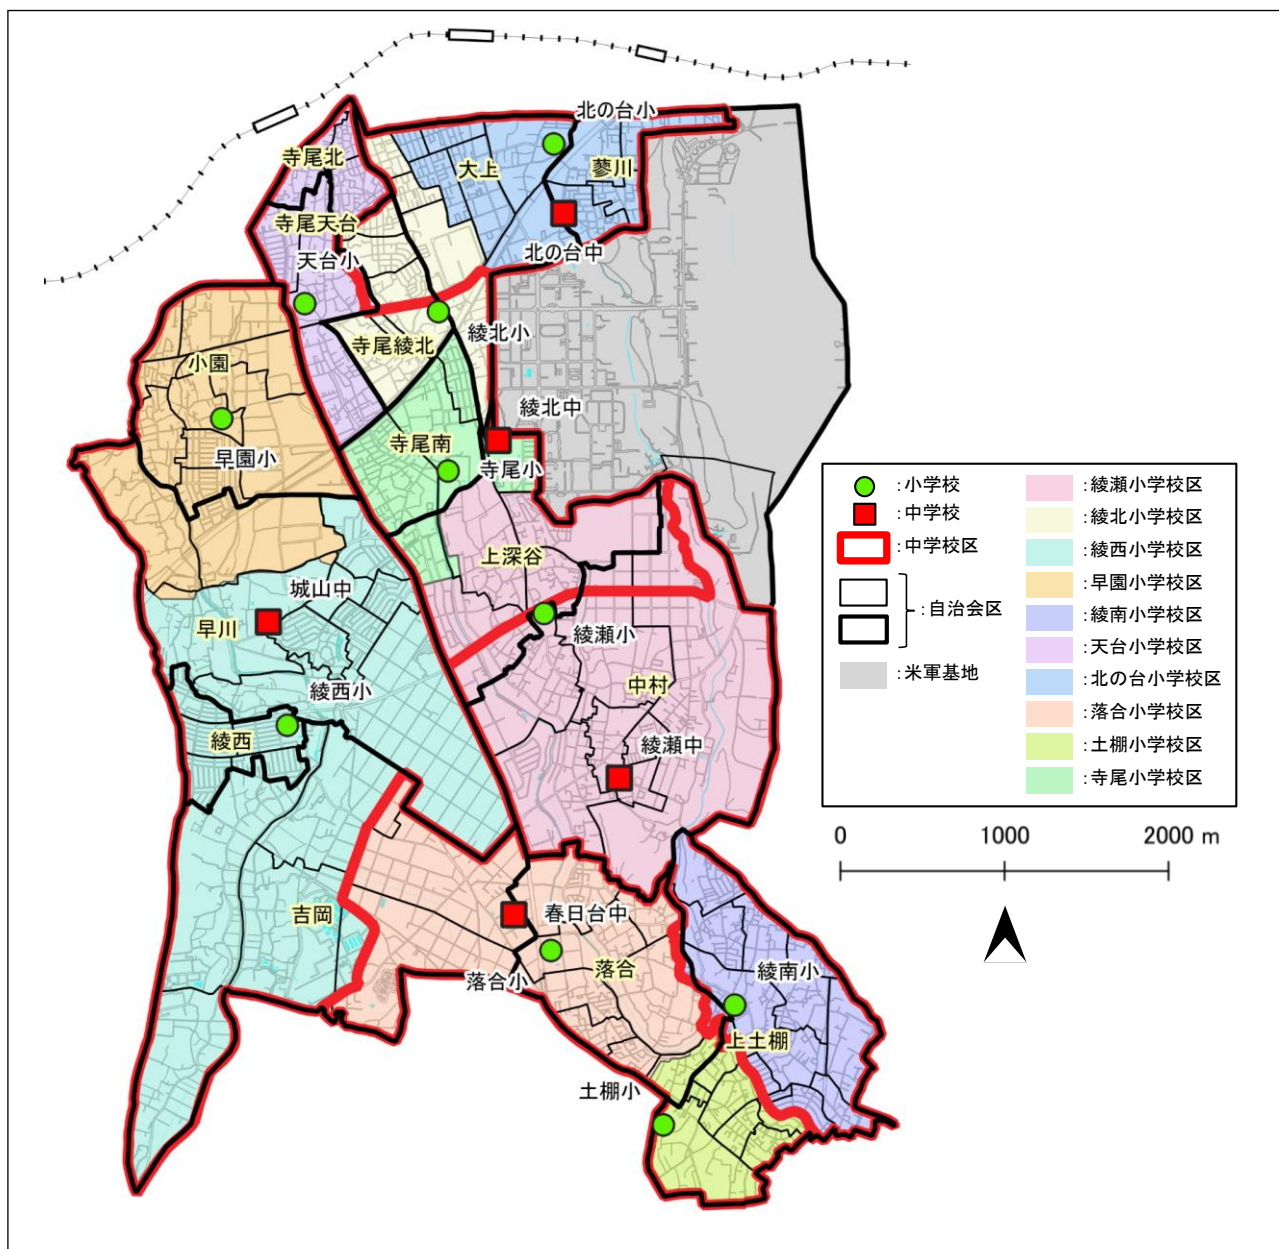 北の台小
寺尾北
大上
蓼川
寺尾天台
天台小
北の台中
綾北小
寺尾綾北
小園
綾北中
寺尾南
早園小
寺尾小
上深谷
城山中
早川
綾瀬小
綾西小
中村
綾西
綾瀬中
吉岡
春日台中
落合
落合小
綾南小
上土棚
土棚小
:小学校
:中学校
:中学校区
:自治会区
:米軍基地
:綾瀬小学校区
:綾北小学校区
:綾西小学校区
:早園小学校区
:綾南小学校区
:天台小学校区
:北の台小学校区
:落合小学校区
:土棚小学校区
:寺尾小学校区
0 1000 2000 m